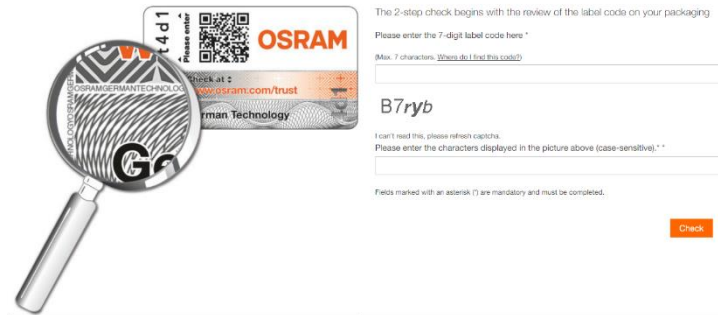 t4d1
Please enter
OSRAM
Check at :
www.osram.com/trust
German Technology
OSRAMGERMANTECHNOLOG
Ge
The 2-step check begins with the review of the label code on your packaging
Please enter the 7-digit label code here *
(Max. 7 characters. Where do I find this code?)
B7ryb
I can't read this, please refresh captcha.
Please enter the characters displayed in the picture above (case-sensitive).* *
Fields marked with an asterisk (*) are mandatory and must be completed.
Check